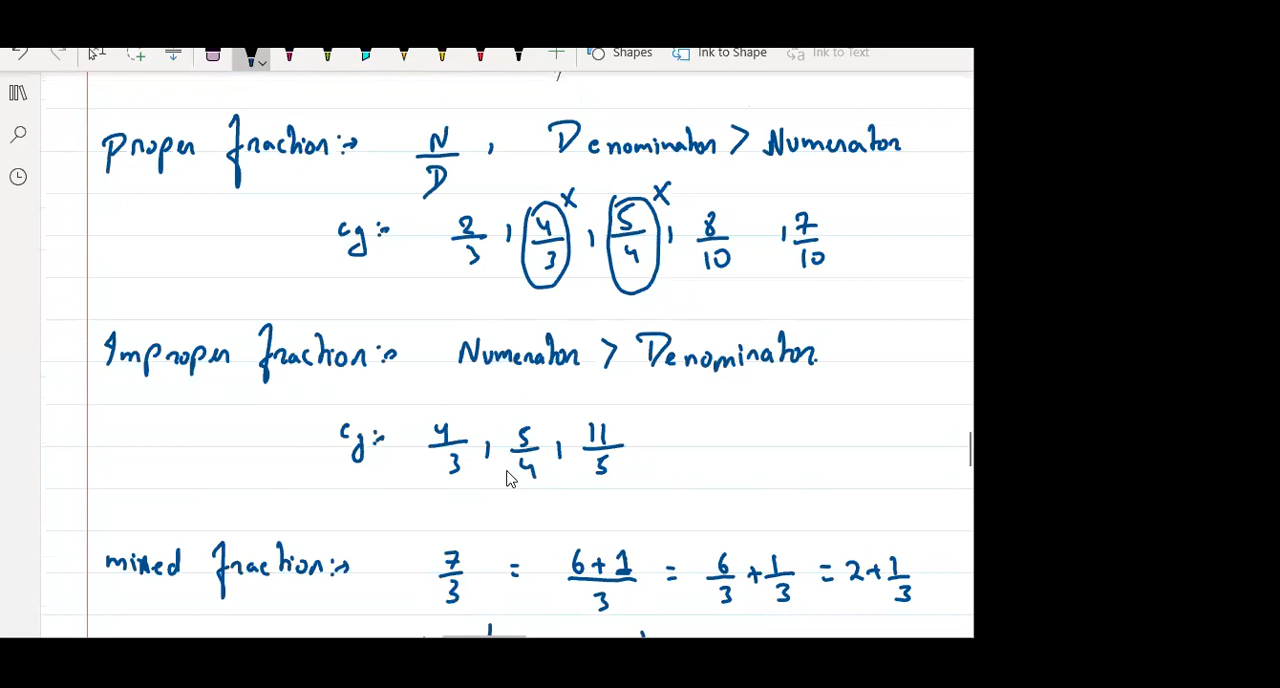 Shapes Ink to Shape Ink to Text
Proper fraction:→ N/D , Denominator > Numerator
eg:- 2/3 , 4/3 x , 5/4 x , 8/10 , 7/10
Improper fraction:- Numerator > Denominator.
eg:- 4/3 , 5/4 , 11/5
mixed fraction:→ 7/3 = 6+1/3 = 6/3 + 1/3 = 2 + 1/3